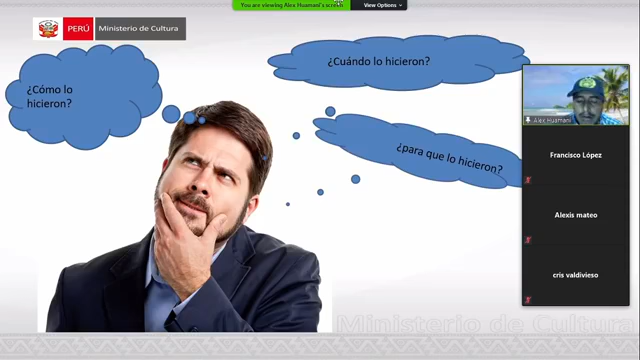 You are viewing Alex Huamani's screen
View Options
PERÚ
Ministerio de Cultura
¿Cómo lo
hicieron?
¿Cuándo lo hicieron?
¿para que lo hicieron?
Alex Huamani
Francisco López
Alexis mateo
cris valdivieso
Ministerio de Cultura